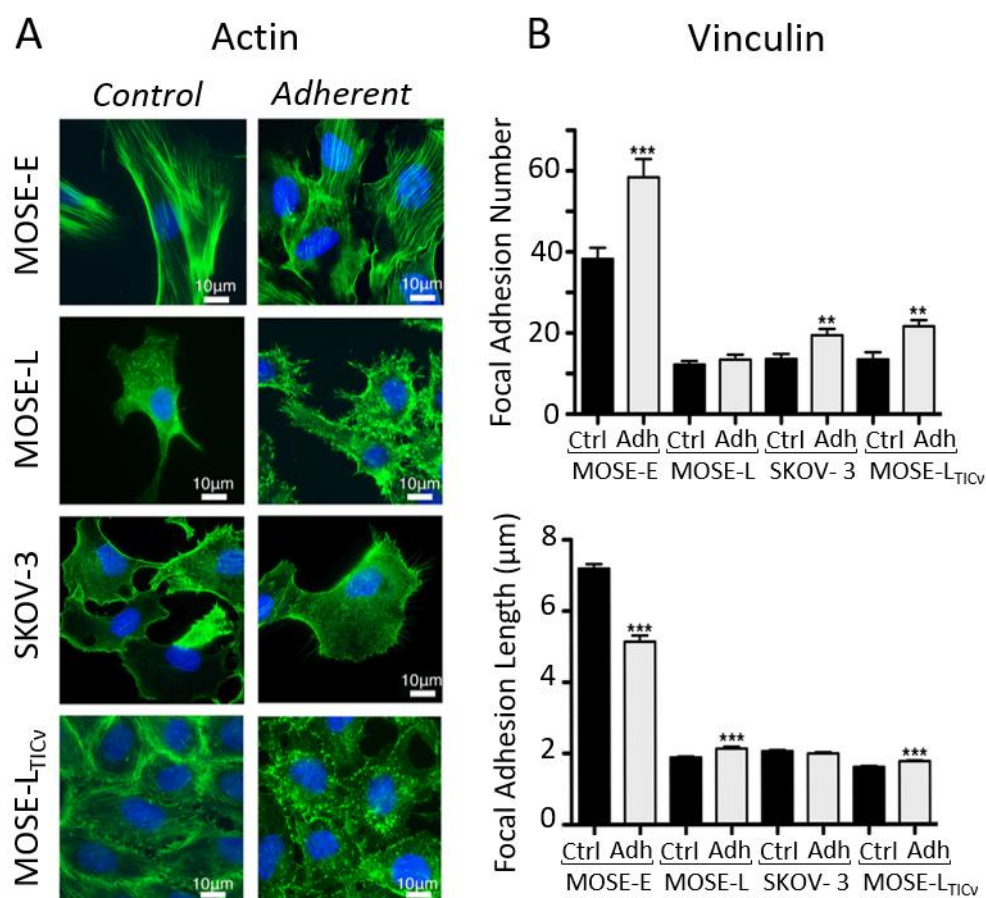 A
Actin
Control Adherent
MOSE-E
10µm
10µm
MOSE-L
10µm
10µm
SKOV-3
10µm
10µm
MOSE-LTICv
10µm
10µm
B
Vinculin
Focal Adhesion Number
60
40
20
0
***
**
**
Ctrl Adh Ctrl Adh Ctrl Adh Ctrl Adh
MOSE-E MOSE-L SKOV- 3 MOSE-LTICv
Focal Adhesion Length (µm)
8
6
4
2
0
***
***
***
Ctrl Adh Ctrl Adh Ctrl Adh Ctrl Adh
MOSE-E MOSE-L SKOV- 3 MOSE-LTICv